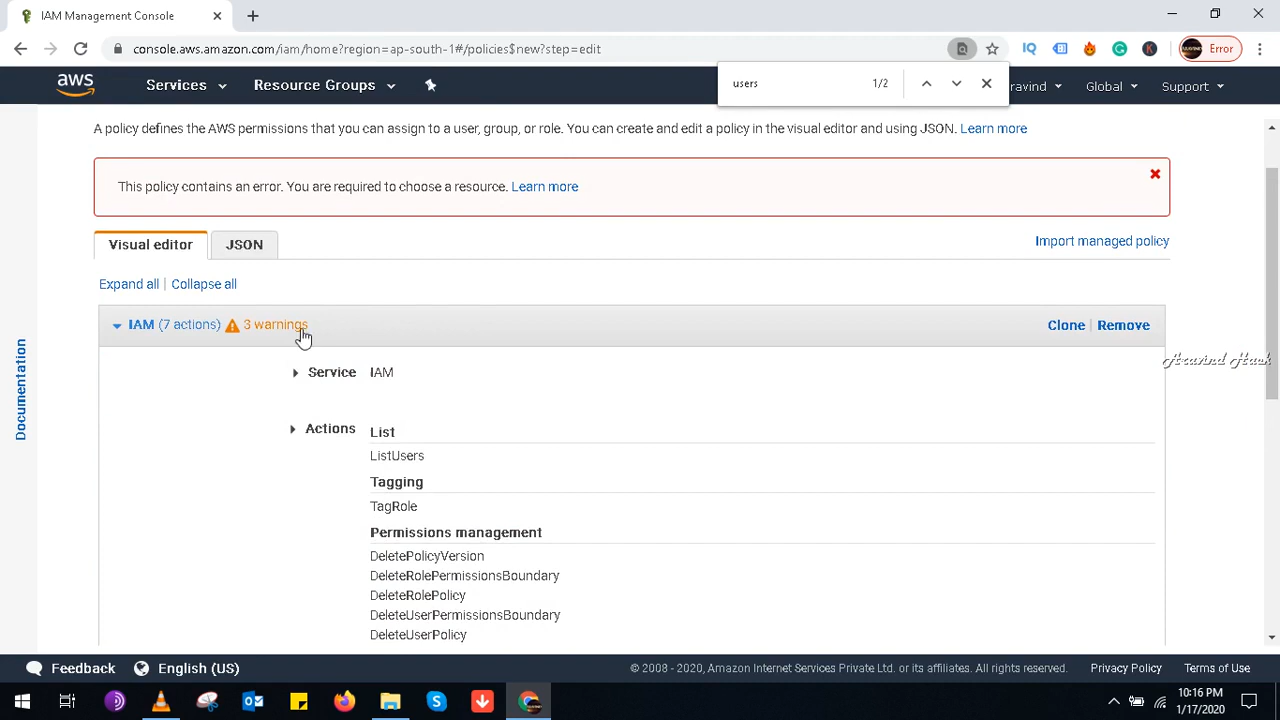 IAM Management Console
console.aws.amazon.com/iam/home?region=ap-south-1#/policies$new?step=edit
IQ
K
Error
users
1/2
aws
Services
Resource Groups
ravind
Global
Support
A policy defines the AWS permissions that you can assign to a user, group, or role. You can create and edit a policy in the visual editor and using JSON. Learn more
This policy contains an error. You are required to choose a resource. Learn more
Visual editor
JSON
Import managed policy
Expand all | Collapse all
IAM (7 actions) 3 warnings
Clone | Remove
Documentation
Aravind Hack
Service IAM
Actions List
ListUsers
Tagging
TagRole
Permissions management
DeletePolicyVersion
DeleteRolePermissionsBoundary
DeleteRolePolicy
DeleteUserPermissionsBoundary
DeleteUserPolicy
Feedback
English (US)
© 2008 - 2020, Amazon Internet Services Private Ltd. or its affiliates. All rights reserved.
Privacy Policy
Terms of Use
10:16 PM
1/17/2020